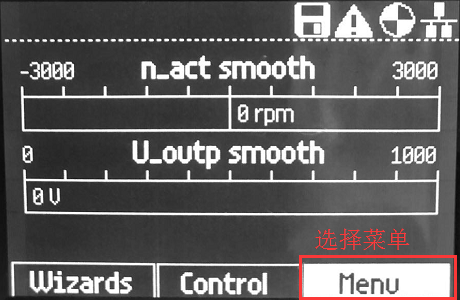 -3000 n_act smooth 3000
0 rpm
0 U_outp smooth 1000
0 V
选择菜单
Wizards Control Menu